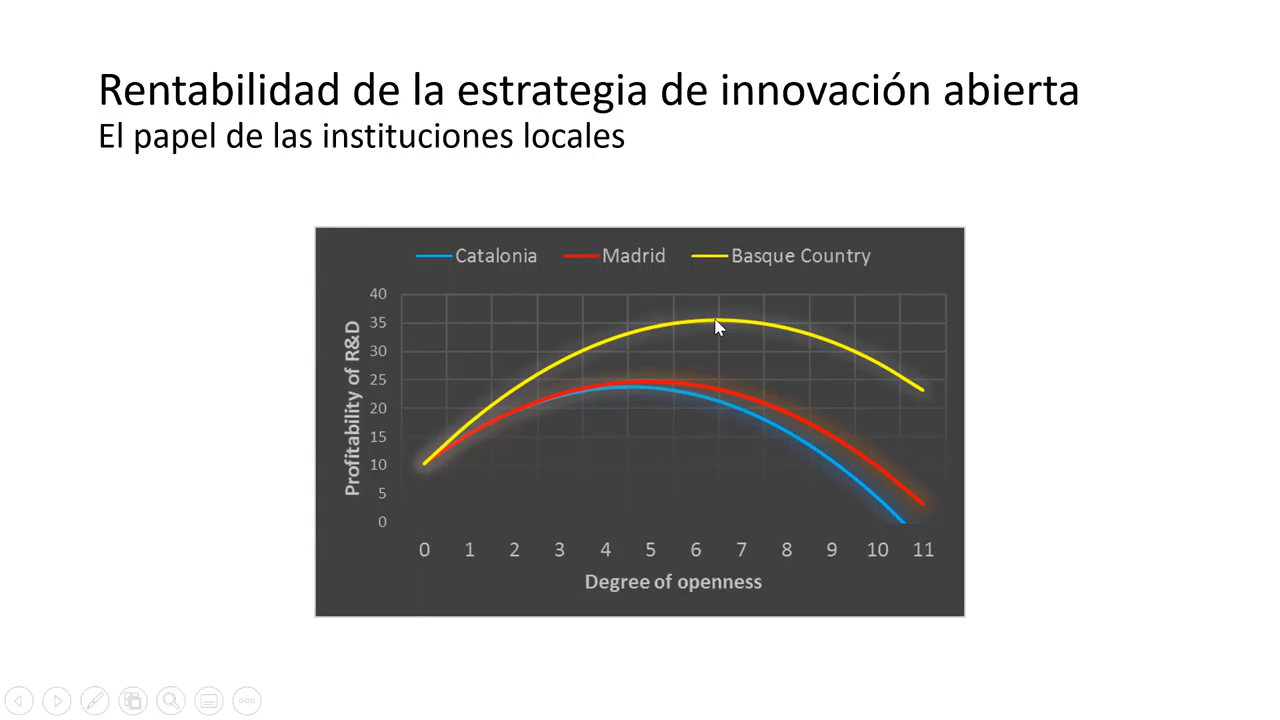 Rentabilidad de la estrategia de innovación abierta
El papel de las instituciones locales
Catalonia Madrid Basque Country
Profitability of R&D
40
35
30
25
20
15
10
5
0
0 1 2 3 4 5 6 7 8 9 10 11
Degree of openness